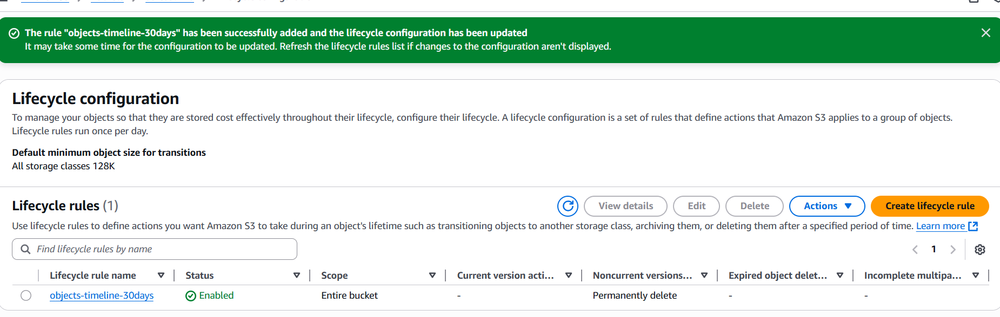 The rule "objects-timeline-30days" has been successfully added and the lifecycle configuration has been updated
It may take some time for the configuration to be updated. Refresh the lifecycle rules list if changes to the configuration aren't displayed.
Lifecycle configuration
To manage your objects so that they are stored cost effectively throughout their lifecycle, configure their lifecycle. A lifecycle configuration is a set of rules that define actions that Amazon S3 applies to a group of objects.
Lifecycle rules run once per day.
Default minimum object size for transitions
All storage classes 128K
Lifecycle rules (1)
View details
Edit
Delete
Actions
Create lifecycle rule
Use lifecycle rules to define actions you want Amazon S3 to take during an object's lifetime such as transitioning objects to another storage class, archiving them, or deleting them after a specified period of time. Learn more
Find lifecycle rules by name
1
Lifecycle rule name
Status
Scope
Current version acti...
Noncurrent versions...
Expired object delet...
Incomplete multipa...
objects-timeline-30days
Enabled
Entire bucket
-
Permanently delete
-
-